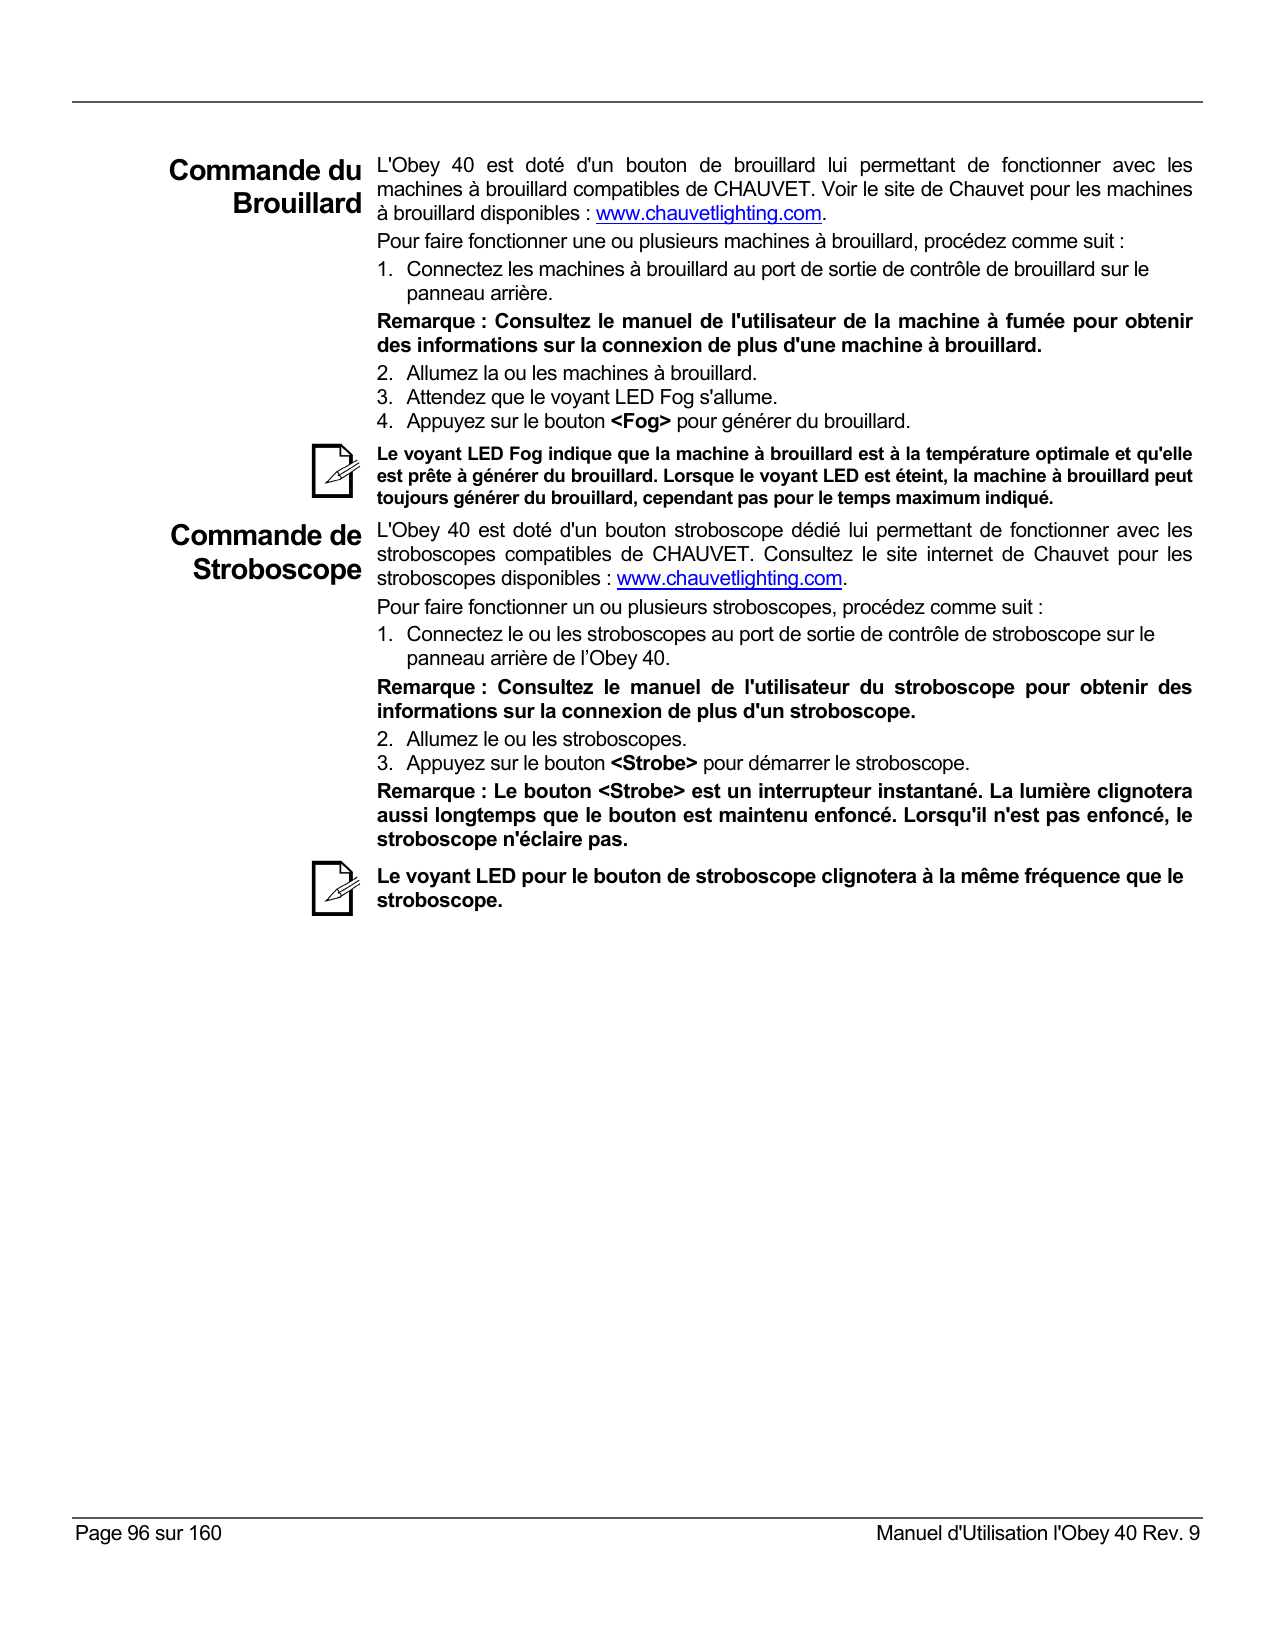 Commande du
Brouillard
L'Obey 40 est doté d'un bouton de brouillard lui permettant de fonctionner avec les
machines à brouillard compatibles de CHAUVET. Voir le site de Chauvet pour les machines
à brouillard disponibles : www.chauvetlighting.com.
Pour faire fonctionner une ou plusieurs machines à brouillard, procédez comme suit :
1. Connectez les machines à brouillard au port de sortie de contrôle de brouillard sur le
panneau arrière.
Remarque : Consultez le manuel de l'utilisateur de la machine à fumée pour obtenir
des informations sur la connexion de plus d'une machine à brouillard.
2. Allumez la ou les machines à brouillard.
3. Attendez que le voyant LED Fog s'allume.
4. Appuyez sur le bouton <Fog> pour générer du brouillard.
Le voyant LED Fog indique que la machine à brouillard est à la température optimale et qu'elle
est prête à générer du brouillard. Lorsque le voyant LED est éteint, la machine à brouillard peut
toujours générer du brouillard, cependant pas pour le temps maximum indiqué.
Commande de
Stroboscope
L'Obey 40 est doté d'un bouton stroboscope dédié lui permettant de fonctionner avec les
stroboscopes compatibles de CHAUVET. Consultez le site internet de Chauvet pour les
stroboscopes disponibles : www.chauvetlighting.com.
Pour faire fonctionner un ou plusieurs stroboscopes, procédez comme suit :
1. Connectez le ou les stroboscopes au port de sortie de contrôle de stroboscope sur le
panneau arrière de l’Obey 40.
Remarque : Consultez le manuel de l'utilisateur du stroboscope pour obtenir des
informations sur la connexion de plus d'un stroboscope.
2. Allumez le ou les stroboscopes.
3. Appuyez sur le bouton <Strobe> pour démarrer le stroboscope.
Remarque : Le bouton <Strobe> est un interrupteur instantané. La lumière clignotera
aussi longtemps que le bouton est maintenu enfoncé. Lorsqu'il n'est pas enfoncé, le
stroboscope n'éclaire pas.
Le voyant LED pour le bouton de stroboscope clignotera à la même fréquence que le
stroboscope.
Page 96 sur 160
Manuel d'Utilisation l'Obey 40 Rev. 9